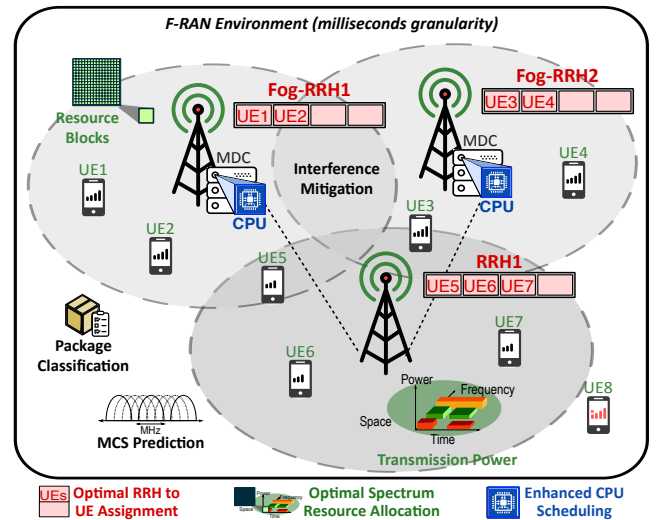 F-RAN Environment (milliseconds granularity)
Fog-RRH1
UE1 UE2
Fog-RRH2
UE3 UE4
Resource
Blocks
MDC
CPU
MDC
CPU
UE1
UE2
Interference
Mitigation
UE3
UE4
UE5
RRH1
UE5 UE6 UE7
UE6
UE7
UE8
Package
Classification
MHz
MCS Prediction
Power
Frequency
Space
Time
Transmission Power
UEs
Optimal RRH to
UE Assignment
Power
Frequency
Space
Time
Optimal Spectrum
Resource Allocation
Enhanced CPU
Scheduling